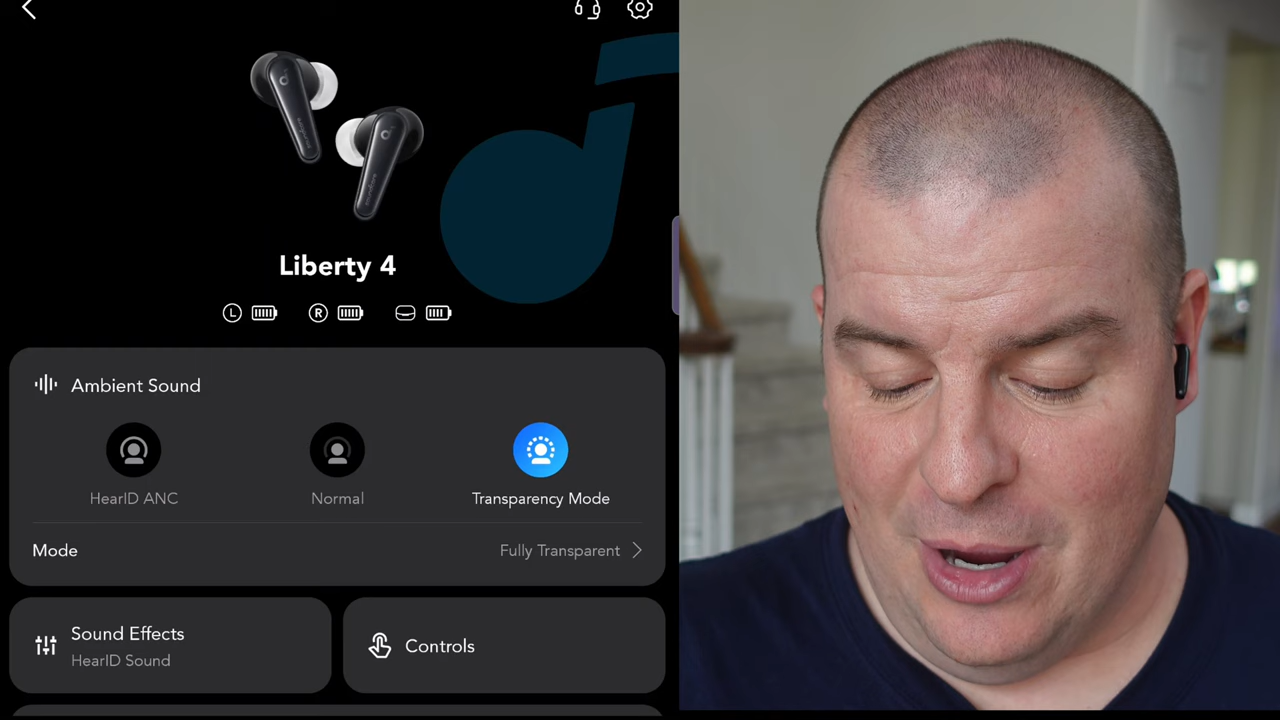 Liberty 4
L
R
Ambient Sound
HearID ANC
Normal
Transparency Mode
Mode
Fully Transparent
Sound Effects
HearID Sound
Controls